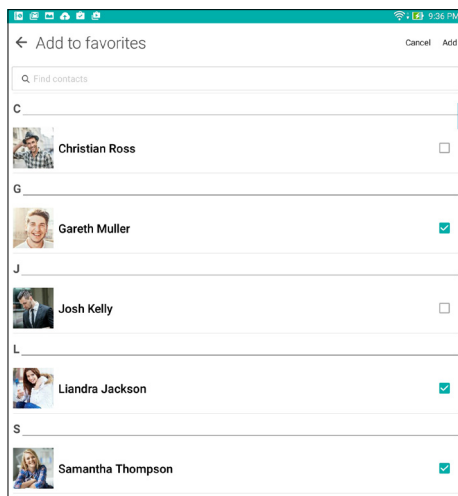 9:36 PM
Add to favorites
Cancel Add
Find contacts
C
Christian Ross
G
Gareth Muller
J
Josh Kelly
L
Liandra Jackson
S
Samantha Thompson